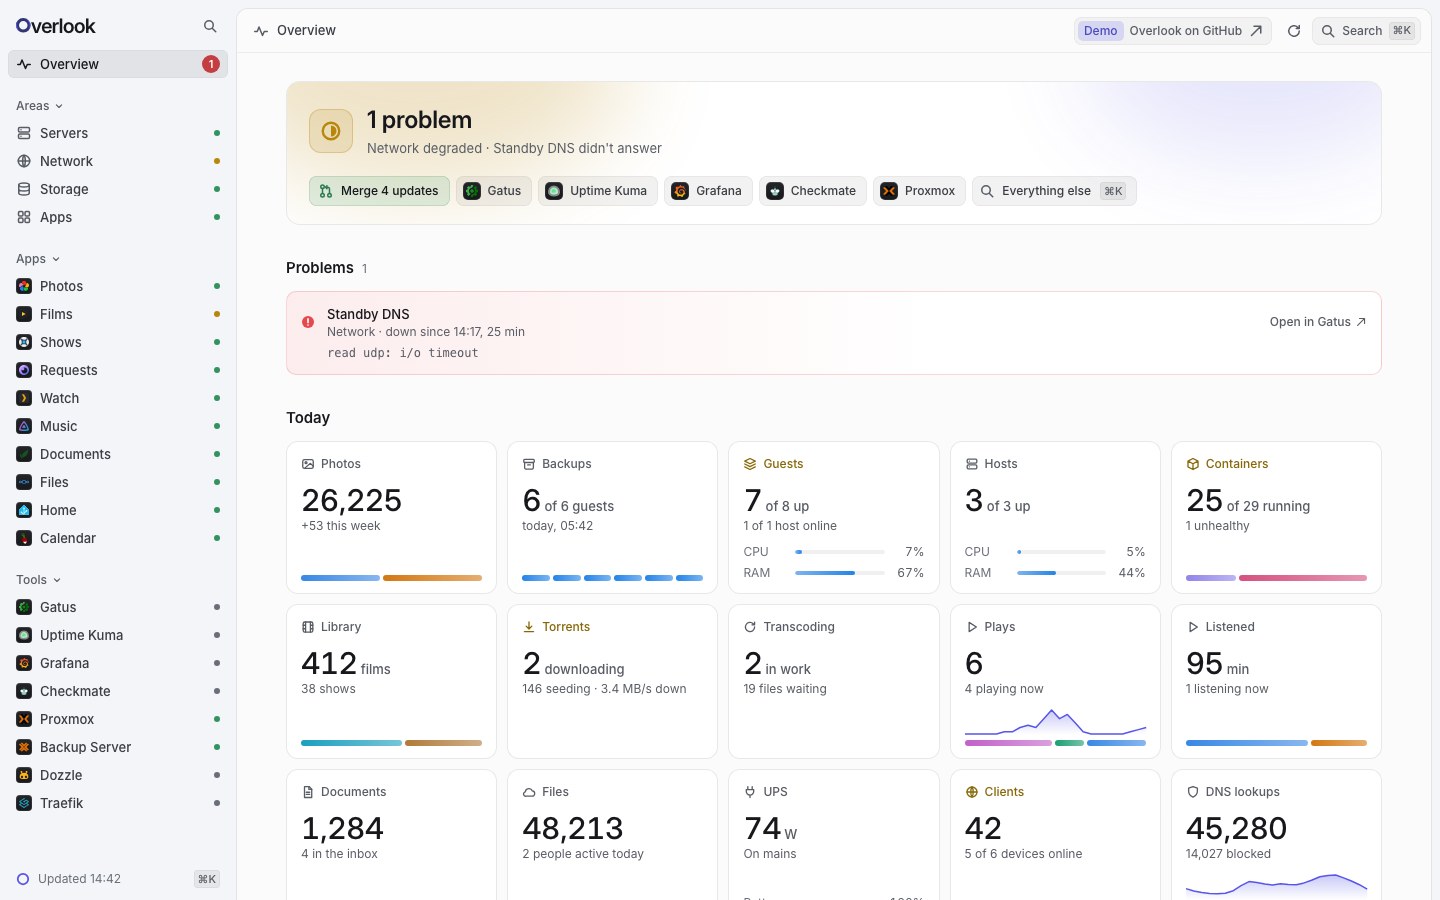 Overlook
Overview
1
Areas
Servers
Network
Storage
Apps
Apps
Photos
Films
Shows
Requests
Watch
Music
Documents
Files
Home
Calendar
Tools
Gatus
Uptime Kuma
Grafana
Checkmate
Proxmox
Backup Server
Dozzle
Traefik
Updated 14:42
⌘K
Overview
Demo Overlook on GitHub
Search ⌘K
1 problem
Network degraded · Standby DNS didn't answer
Merge 4 updates
Gatus
Uptime Kuma
Grafana
Checkmate
Proxmox
Everything else ⌘K
Problems 1
Standby DNS
Network · down since 14:17, 25 min
read udp: i/o timeout
Open in Gatus
Today
Photos
26,225
+53 this week
Backups
6 of 6 guests
today, 05:42
Guests
7 of 8 up
1 of 1 host online
CPU 7%
RAM 67%
Hosts
3 of 3 up
CPU 5%
RAM 44%
Containers
25 of 29 running
1 unhealthy
Library
412 films
38 shows
Torrents
2 downloading
146 seeding · 3.4 MB/s down
Transcoding
2 in work
19 files waiting
Plays
6
4 playing now
Listened
95 min
1 listening now
Documents
1,284
4 in the inbox
Files
48,213
2 people active today
UPS
74 W
On mains
Clients
42
5 of 6 devices online
DNS lookups
45,280
14,027 blocked